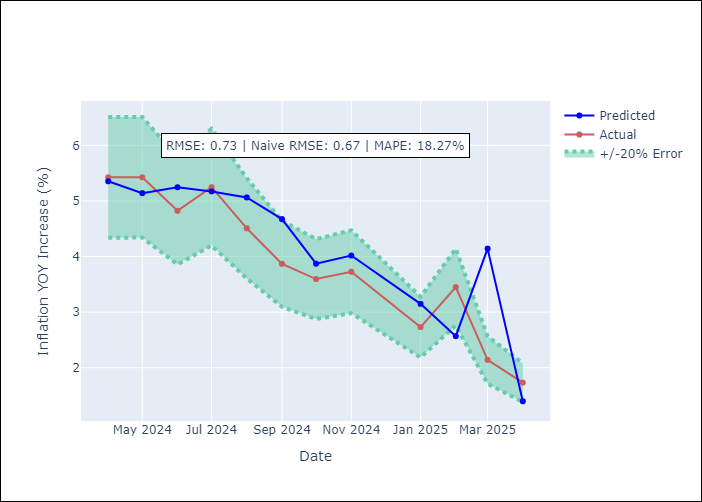 Predicted
Actual
+/-20% Error
RMSE: 0.73 | Naive RMSE: 0.67 | MAPE: 18.27%
6
5
4
3
2
Inflation YOY Increase (%)
May 2024
Jul 2024
Sep 2024
Nov 2024
Jan 2025
Mar 2025
Date